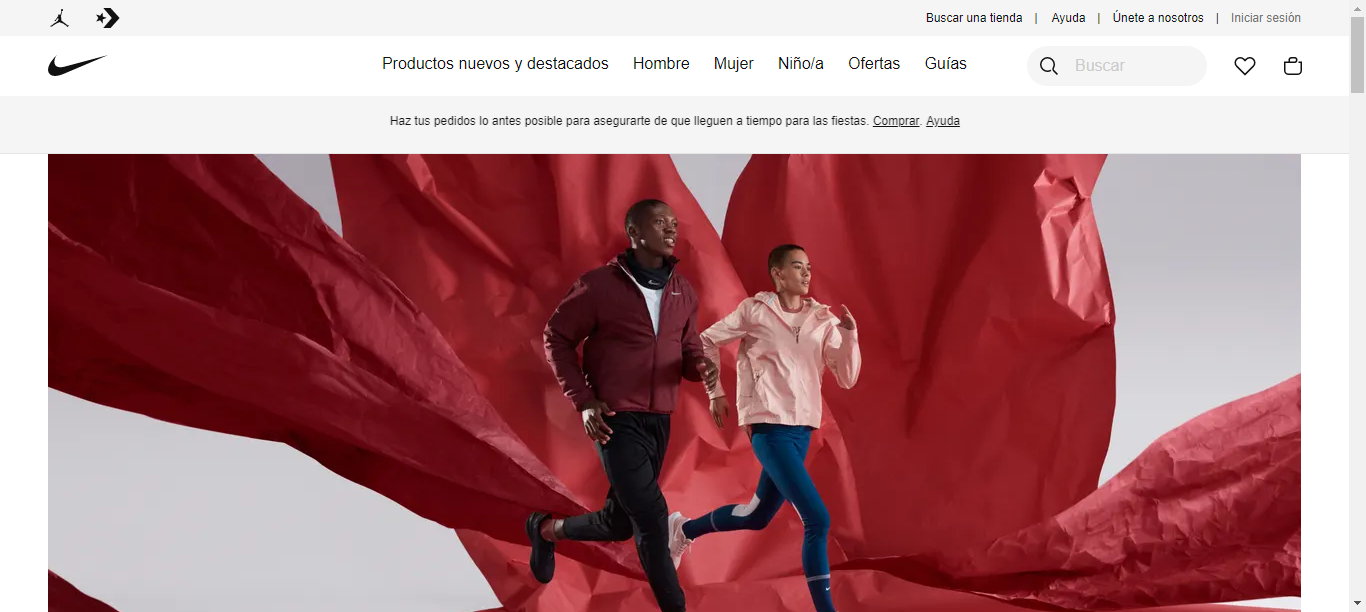 Buscar una tienda | Ayuda | Únete a nosotros | Iniciar sesión
Productos nuevos y destacados Hombre Mujer Niño/a Ofertas Guías Buscar
Haz tus pedidos lo antes posible para asegurarte de que lleguen a tiempo para las fiestas. Comprar. Ayuda